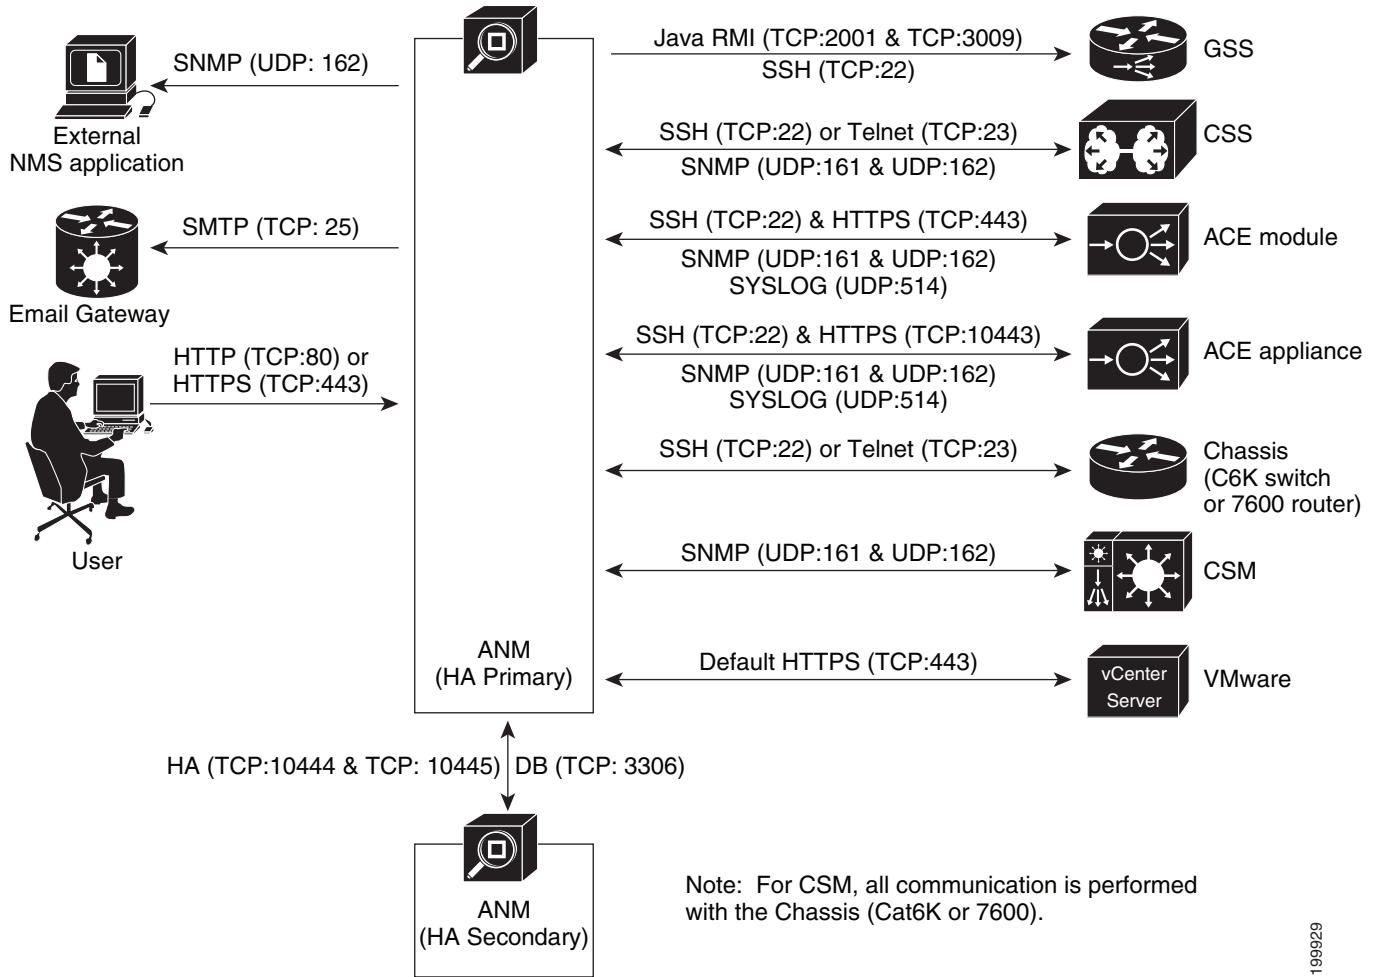 SNMP (UDP: 162)
External
NMS application
SMTP (TCP: 25)
Email Gateway
HTTP (TCP:80) or
HTTPS (TCP:443)
User
ANM
(HA Primary)
Java RMI (TCP:2001 & TCP:3009)
SSH (TCP:22)
GSS
SSH (TCP:22) or Telnet (TCP:23)
SNMP (UDP:161 & UDP:162)
CSS
SSH (TCP:22) & HTTPS (TCP:443)
SNMP (UDP:161 & UDP:162)
SYSLOG (UDP:514)
ACE module
SSH (TCP:22) & HTTPS (TCP:10443)
SNMP (UDP:161 & UDP:162)
SYSLOG (UDP:514)
ACE appliance
SSH (TCP:22) or Telnet (TCP:23)
Chassis
(C6K switch
or 7600 router)
SNMP (UDP:161 & UDP:162)
CSM
Default HTTPS (TCP:443)
vCenter
Server
VMware
HA (TCP:10444 & TCP: 10445)
DB (TCP: 3306)
ANM
(HA Secondary)
Note:  For CSM, all communication is performed
with the Chassis (Cat6K or 7600).
199929